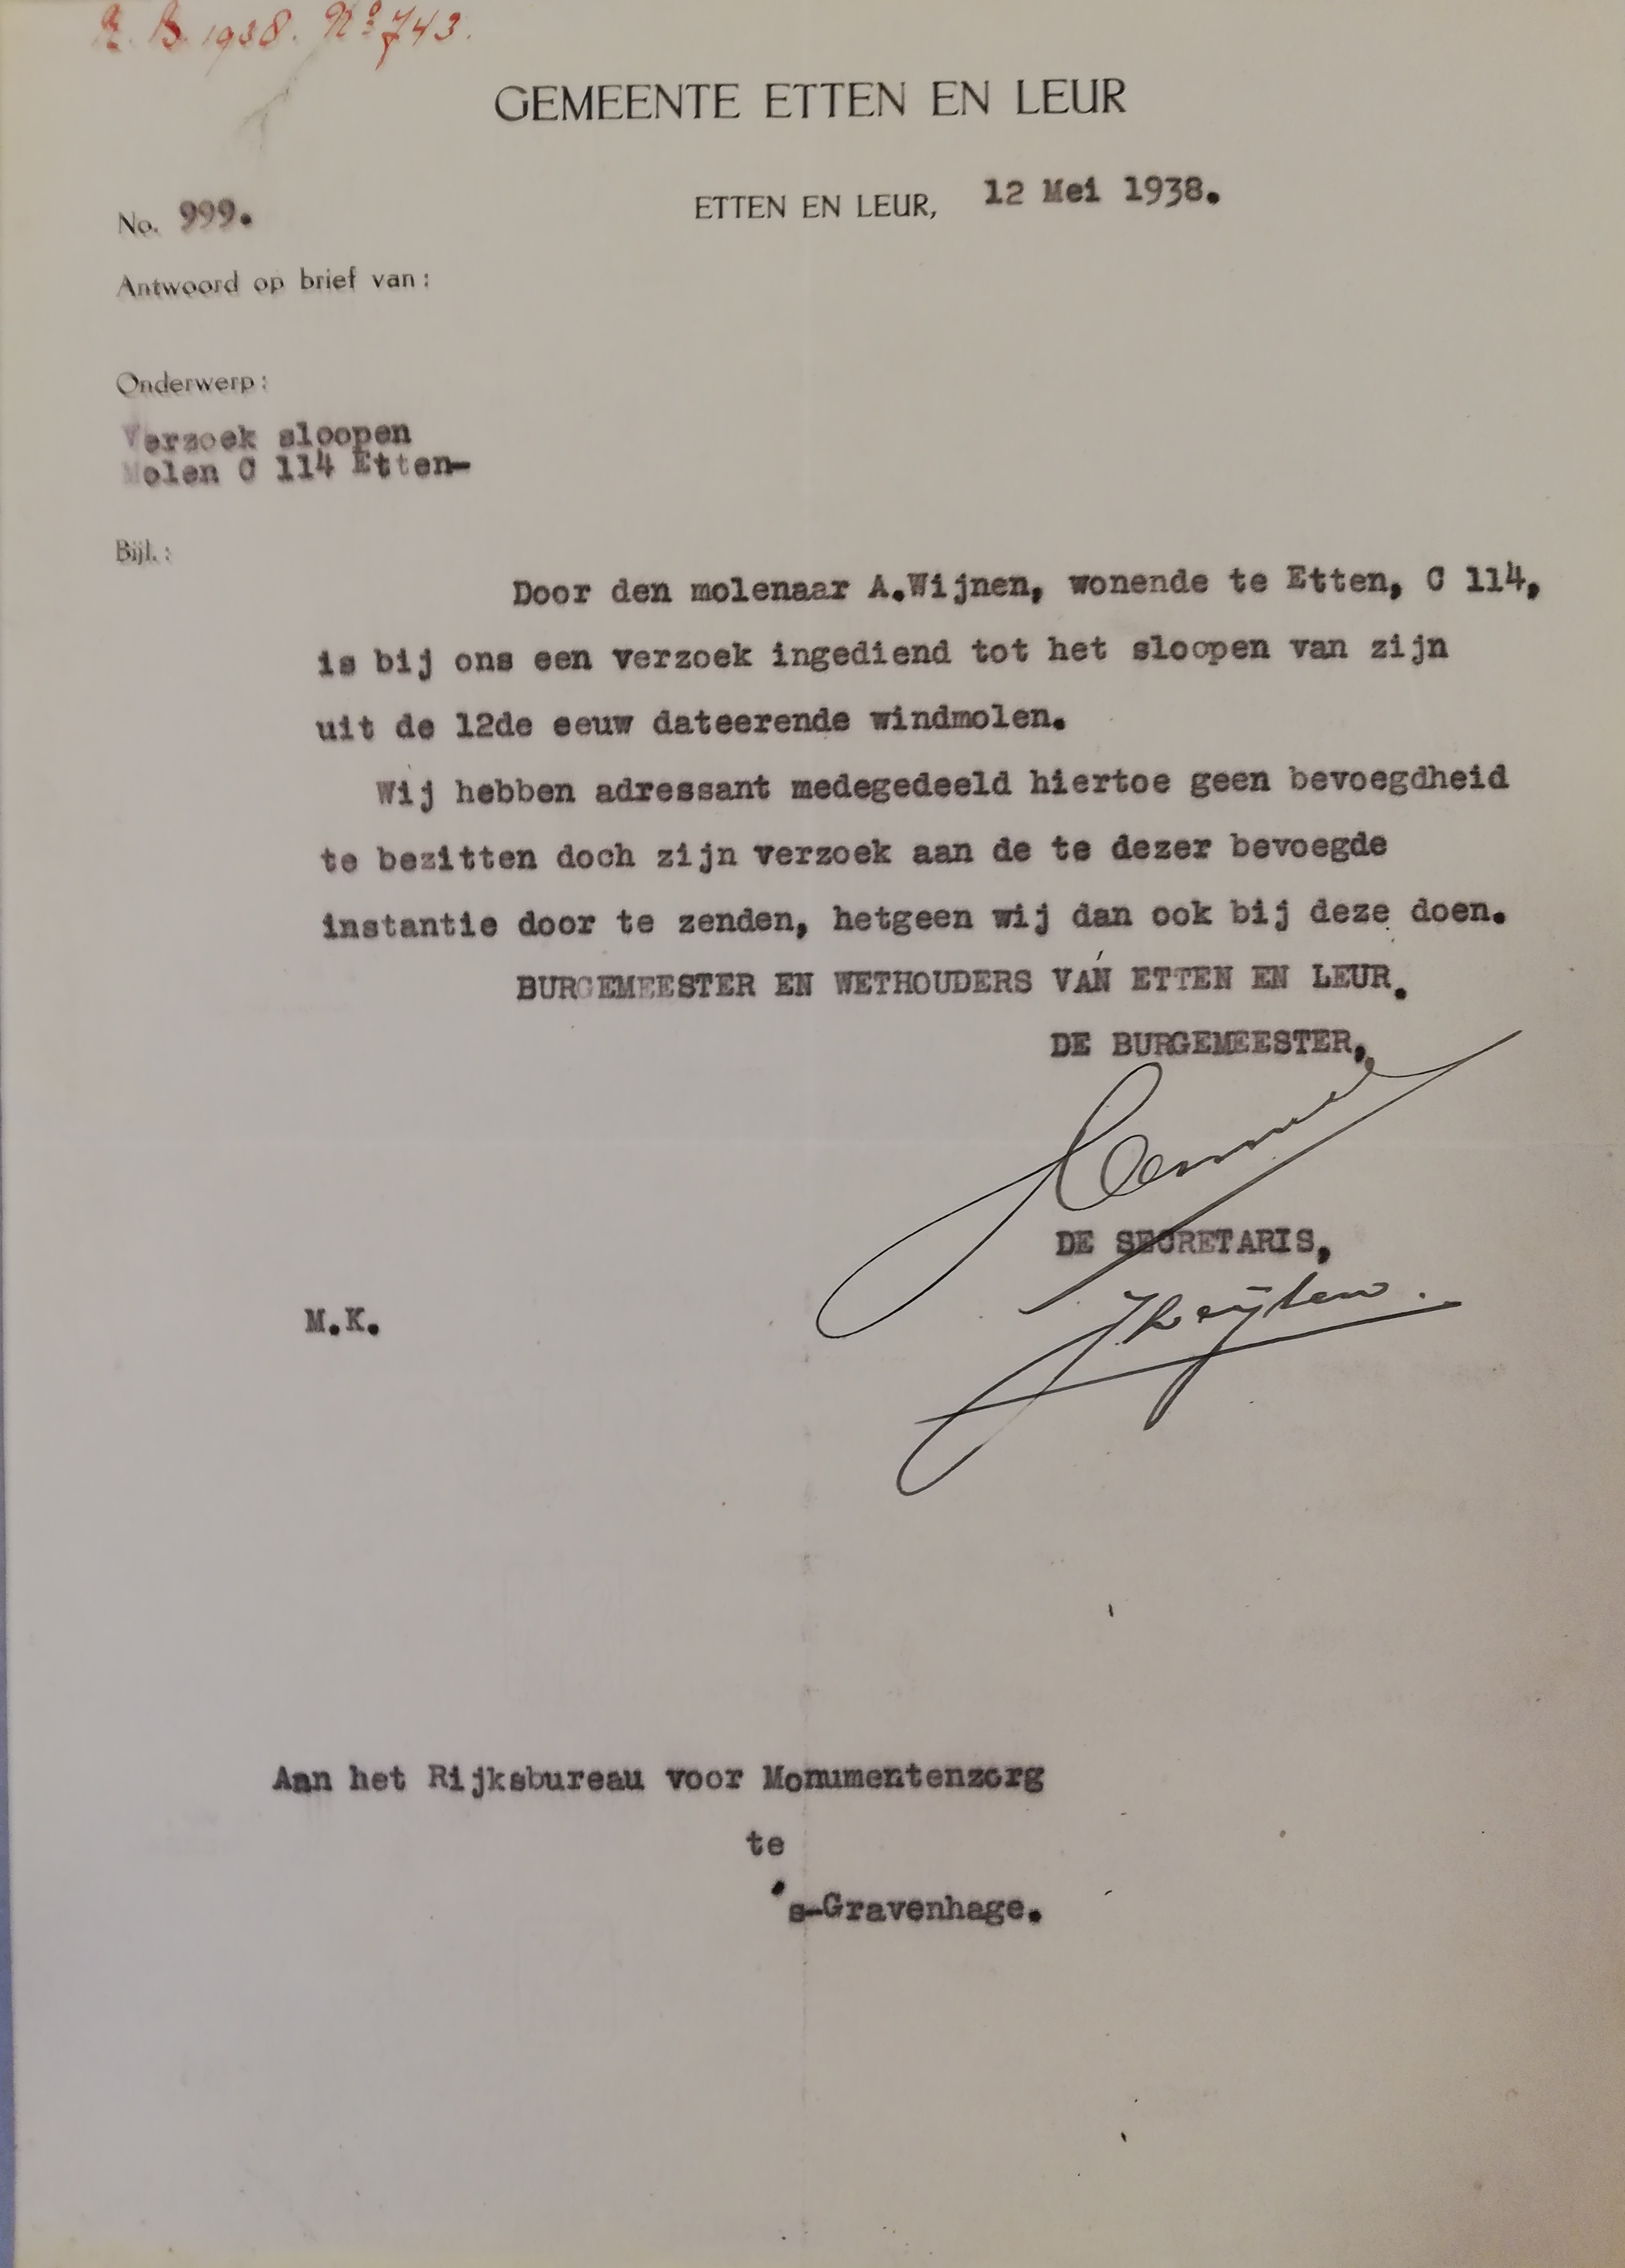 R. B. 1938. No 743.
GEMEENTE ETTEN EN LEUR
ETTEN EN LEUR, 12 Mei 1938.
No. 999.
Antwoord op brief van:
Onderwerp:
Verzoek sloopen
Molen C 114 Etten-
Bijl.:
Door den molenaar A.Wijnen, wonende te Etten, C 114,
is bij ons een verzoek ingediend tot het sloopen van zijn
uit de 12de eeuw dateerende windmolen.
Wij hebben adressant medegedeeld hiertoe geen bevoegdheid
te bezitten doch zijn verzoek aan de te dezer bevoegde
instantie door te zenden, hetgeen wij dan ook bij deze doen.
BURGEMEESTER EN WETHOUDERS VAN ETTEN EN LEUR.
DE BURGEMEESTER,
DE SECRETARIS,
M.K.
Aan het Rijksbureau voor Monumentenzorg
te
's-Gravenhage.